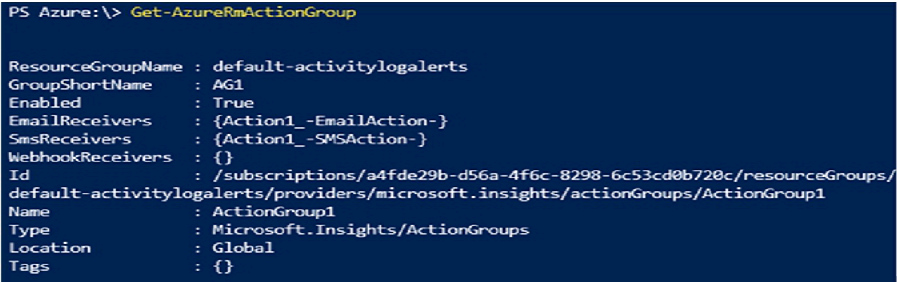 PS Azure:\> Get-AzureRmActionGroup
ResourceGroupName : default-activitylogalerts
GroupShortName : AG1
Enabled : True
EmailReceivers : {Action1_-EmailAction-}
SmsReceivers : {Action1_-SMSAction-}
WebhookReceivers : {}
Id : /subscriptions/a4fde29b-d56a-4f6c-8298-6c53cd0b720c/resourceGroups/
default-activitylogalerts/providers/microsoft.insights/actionGroups/ActionGroup1
Name : ActionGroup1
Type : Microsoft.Insights/ActionGroups
Location : Global
Tags : {}